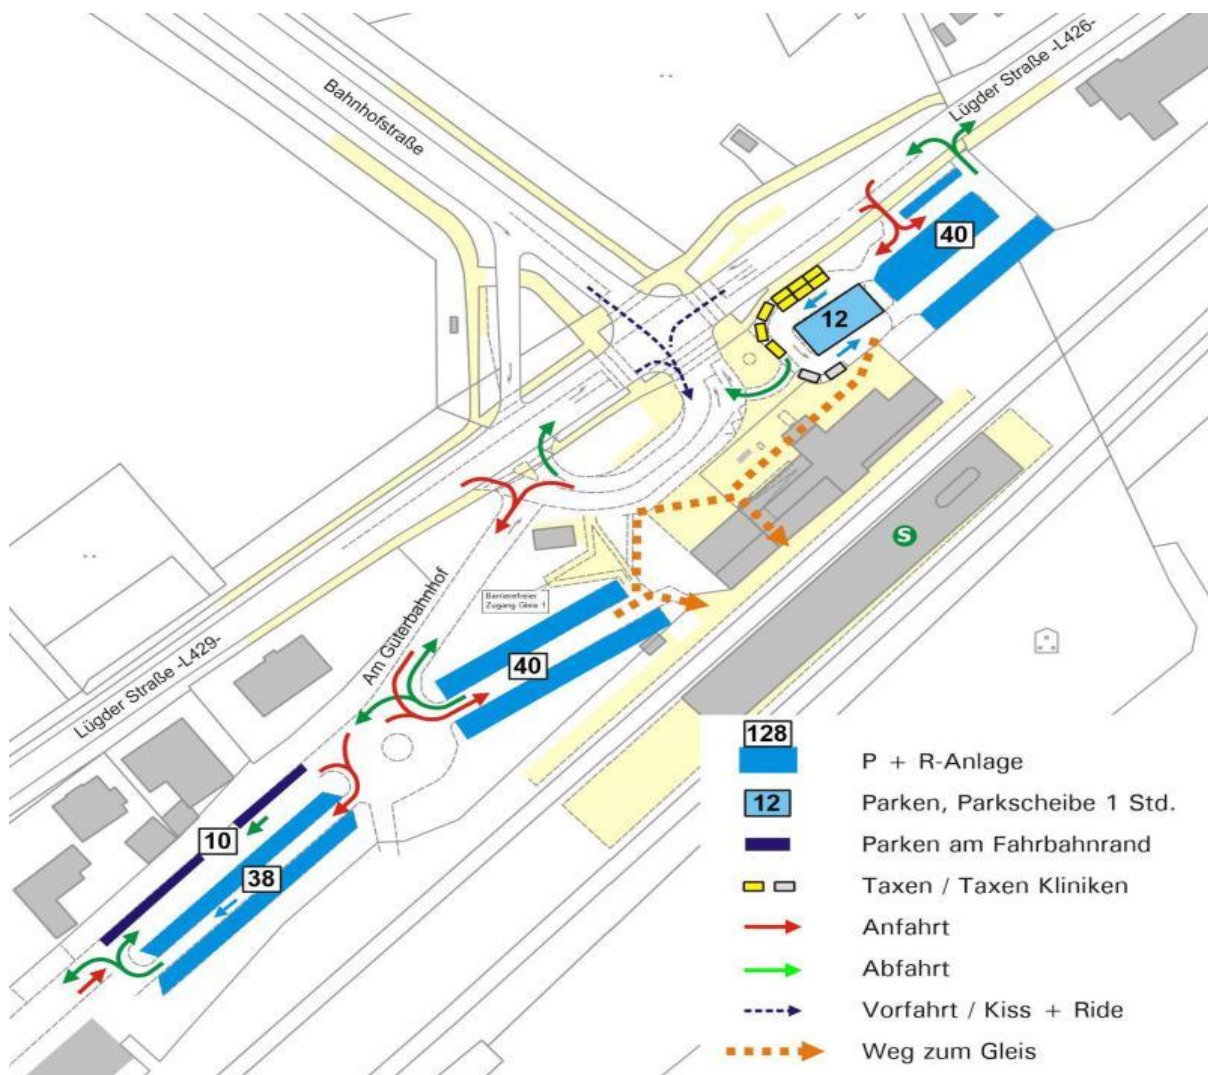 Bahnhofstraße
Lügder Straße -L426-
40
12
S
Barrierefreier
Zugang Gleis 1
Am Güterbahnhof
40
Lügder Straße -L429-
10
38
128
P + R-Anlage
12
Parken, Parkscheibe 1 Std.
Parken am Fahrbahnrand
Taxen / Taxen Kliniken
Anfahrt
Abfahrt
Vorfahrt / Kiss + Ride
Weg zum Gleis